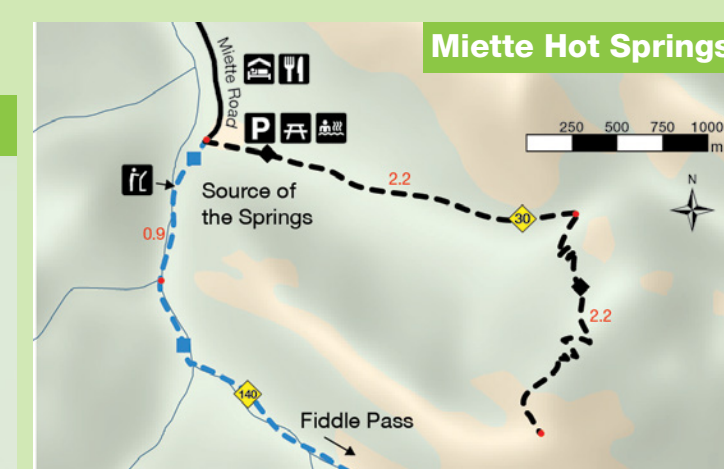 Miette Hot Springs
Miette Road
P
250 500 750 1000
m
N
Source of
the Springs
2.2
30
0.9
2.2
140
Fiddle Pass